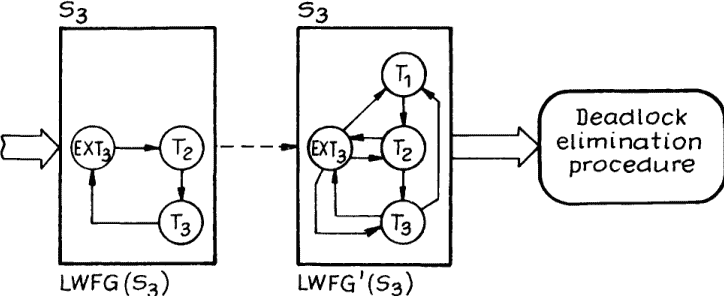 S₃
EXT₃
T₂
T₃
LWFG(S₃)
S₃
T₁
EXT₃
T₂
T₃
LWFG'(S₃)
Deadlock
elimination
procedure